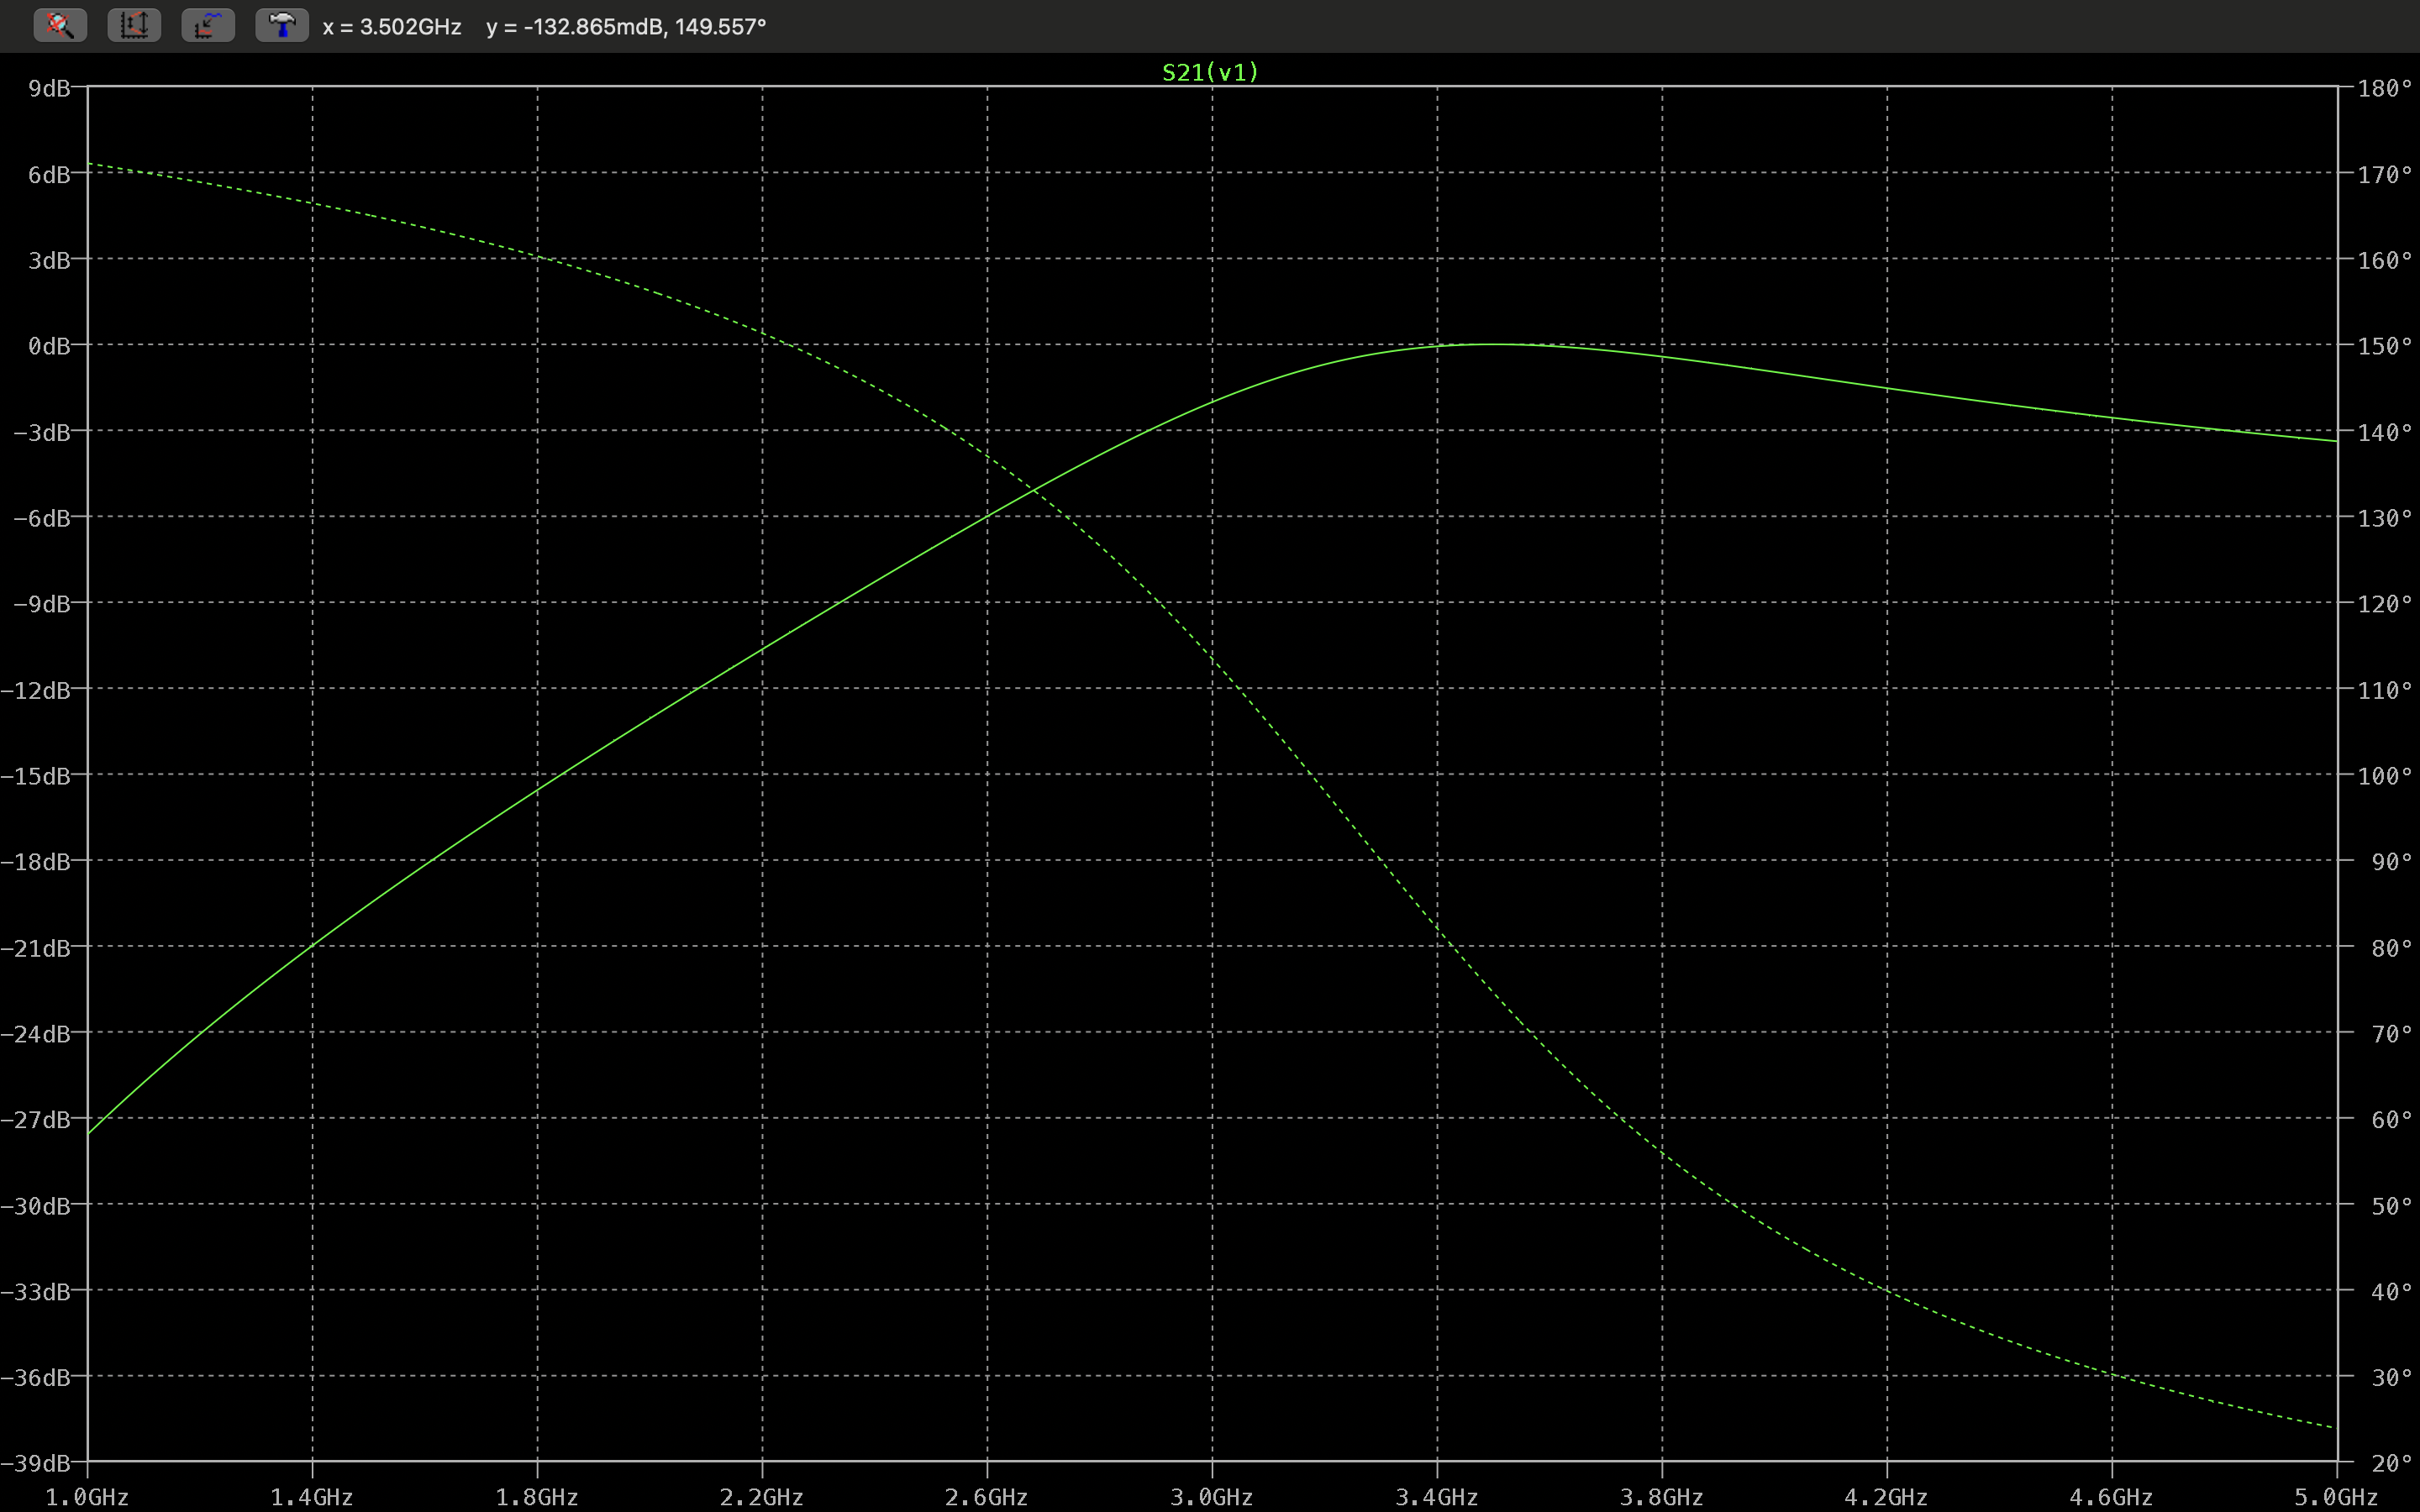 x = 3.502GHz y = -132.865mdB, 149.557°
S21(v1)
9dB 180°
6dB 170°
3dB 160°
0dB 150°
-3dB 140°
-6dB 130°
-9dB 120°
-12dB 110°
-15dB 100°
-18dB 90°
-21dB 80°
-24dB 70°
-27dB 60°
-30dB 50°
-33dB 40°
-36dB 30°
-39dB 20°
1.0GHz 1.4GHz 1.8GHz 2.2GHz 2.6GHz 3.0GHz 3.4GHz 3.8GHz 4.2GHz 4.6GHz 5.0GHz